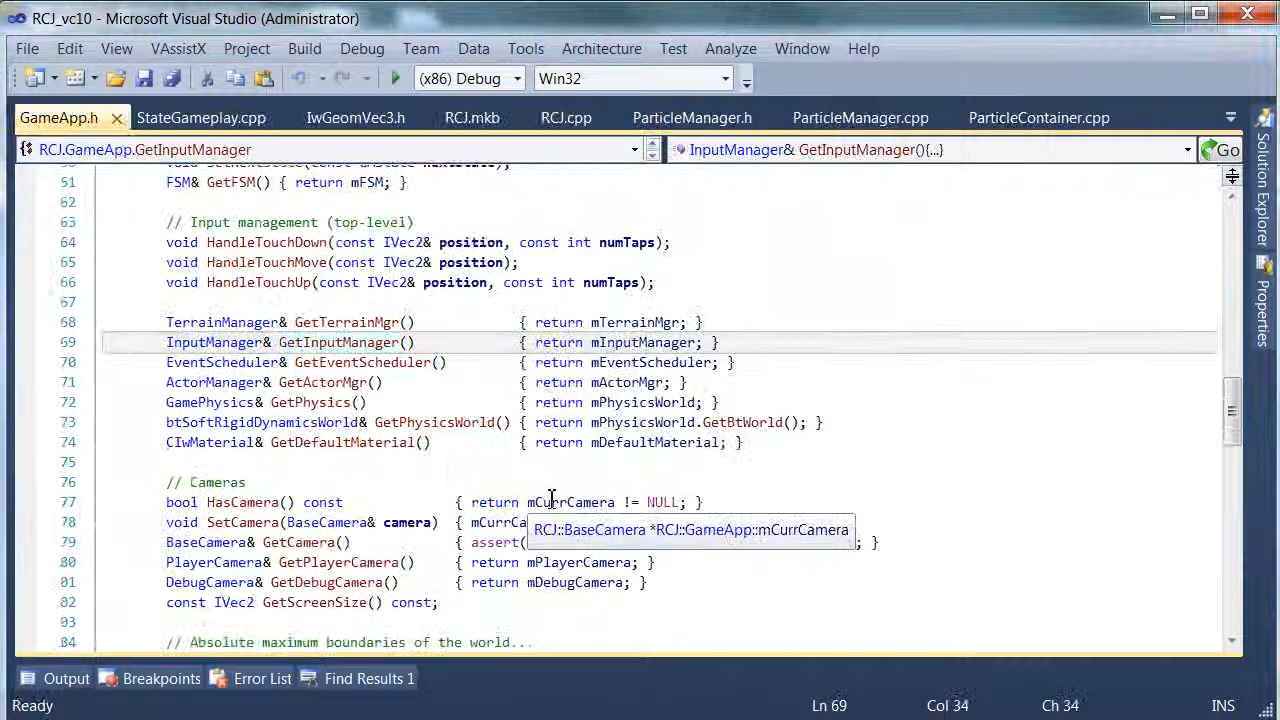 RCJ_vc10 - Microsoft Visual Studio (Administrator)
File Edit View VAssistX Project Build Debug Team Data Tools Architecture Test Analyze Window Help
(x86) Debug Win32
GameApp.h StateGameplay.cpp IwGeomVec3.h RCJ.mkb RCJ.cpp ParticleManager.h ParticleManager.cpp ParticleContainer.cpp
RCJ.GameApp.GetInputManager InputManager& GetInputManager(){...} Go
51 FSM& GetFSM() { return mFSM; }
62
63 // Input management (top-level)
64 void HandleTouchDown(const IVec2& position, const int numTaps);
65 void HandleTouchMove(const IVec2& position);
66 void HandleTouchUp(const IVec2& position, const int numTaps);
67
68 TerrainManager& GetTerrainMgr() { return mTerrainMgr; }
69 InputManager& GetInputManager() { return mInputManager; }
70 EventScheduler& GetEventScheduler() { return mEventScheduler; }
71 ActorManager& GetActorMgr() { return mActorMgr; }
72 GamePhysics& GetPhysics() { return mPhysicsWorld; }
73 btSoftRigidDynamicsWorld& GetPhysicsWorld() { return mPhysicsWorld.GetBtWorld(); }
74 CIwMaterial& GetDefaultMaterial() { return mDefaultMaterial; }
75
76 // Cameras
77 bool HasCamera() const { return mCurrCamera != NULL; }
78 void SetCamera(BaseCamera& camera) { mCurrCa
RCJ::BaseCamera *RCJ::GameApp::mCurrCamera
79 BaseCamera& GetCamera() { assert( ; }
80 PlayerCamera& GetPlayerCamera() { return mPlayerCamera; }
81 DebugCamera& GetDebugCamera() { return mDebugCamera; }
82 const IVec2 GetScreenSize() const;
83
84 // Absolute maximum boundaries of the world...
Solution Explorer
Properties
Output Breakpoints Error List Find Results 1
Ready Ln 69 Col 34 Ch 34 INS